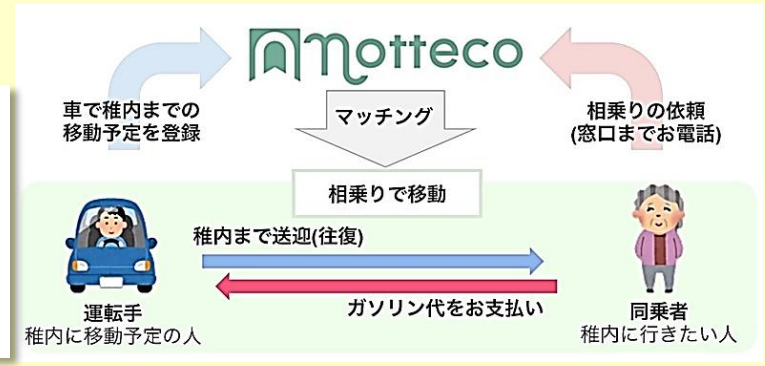 motteco
車で稚内までの
移動予定を登録
マッチング
相乗りの依頼
(窓口までお電話)
相乗りで移動
稚内まで送迎(往復)
ガソリン代をお支払い
運転手
稚内に移動予定の人
同乗者
稚内に行きたい人